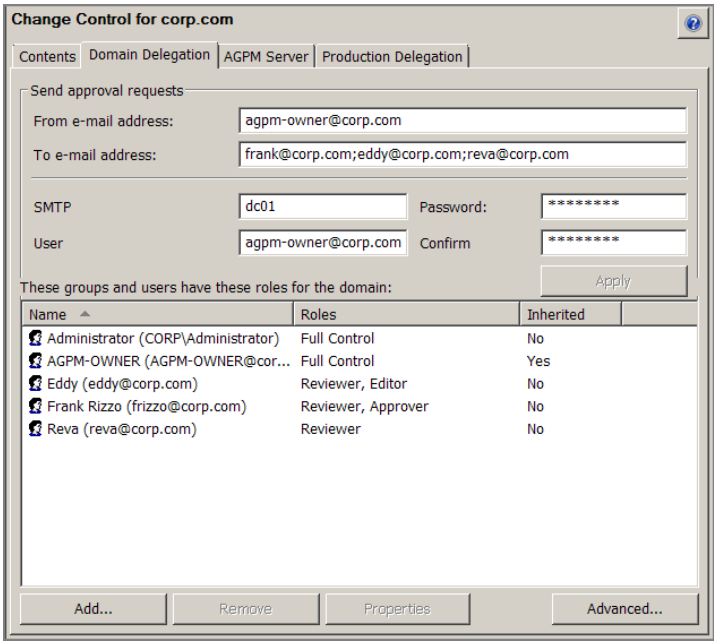 Change Control for corp.com
?
Contents Domain Delegation AGPM Server Production Delegation
Send approval requests
From e-mail address: agpm-owner@corp.com
To e-mail address: frank@corp.com;eddy@corp.com;reva@corp.com
SMTP dc01 Password: ********
User agpm-owner@corp.com Confirm ********
Apply
These groups and users have these roles for the domain:
Name Roles Inherited
Administrator (CORP\Administrator) Full Control No
AGPM-OWNER (AGPM-OWNER@cor... Full Control Yes
Eddy (eddy@corp.com) Reviewer, Editor No
Frank Rizzo (frizzo@corp.com) Reviewer, Approver No
Reva (reva@corp.com) Reviewer No
Add... Remove Properties Advanced...